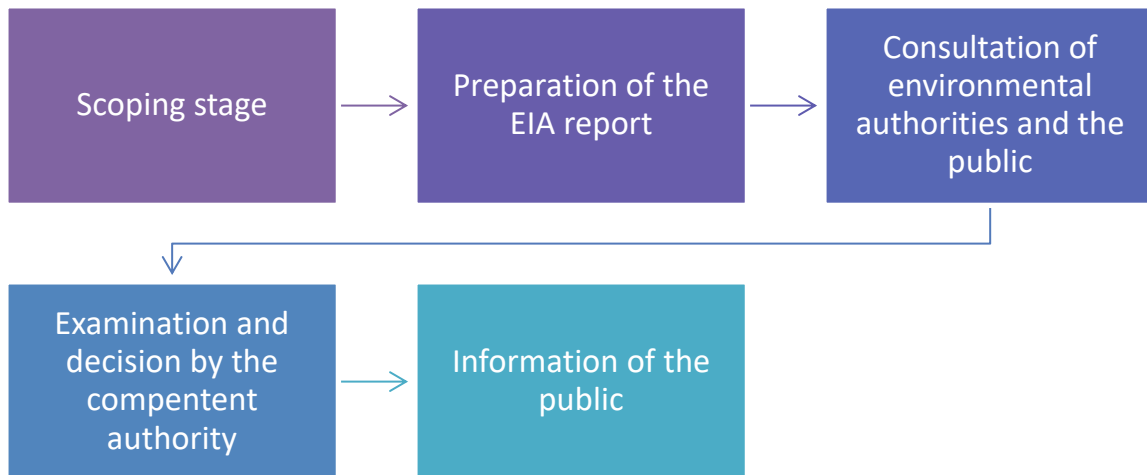 Scoping stage
Preparation of the
EIA report
Consultation of
environmental
authorities and the
public
Examination and
decision by the
compentent
authority
Information of the
public